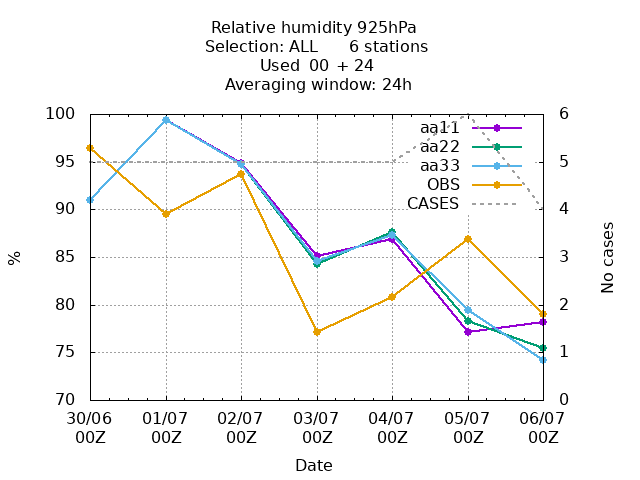 Relative humidity 925hPa
Selection: ALL 6 stations
Used 00 + 24
Averaging window: 24h
100 6
aa11
aa22
95 aa33 5
OBS
CASES
90 4
85 3
80 2
75 1
70 0
%
No cases
30/06 01/07 02/07 03/07 04/07 05/07 06/07
00Z 00Z 00Z 00Z 00Z 00Z 00Z
Date